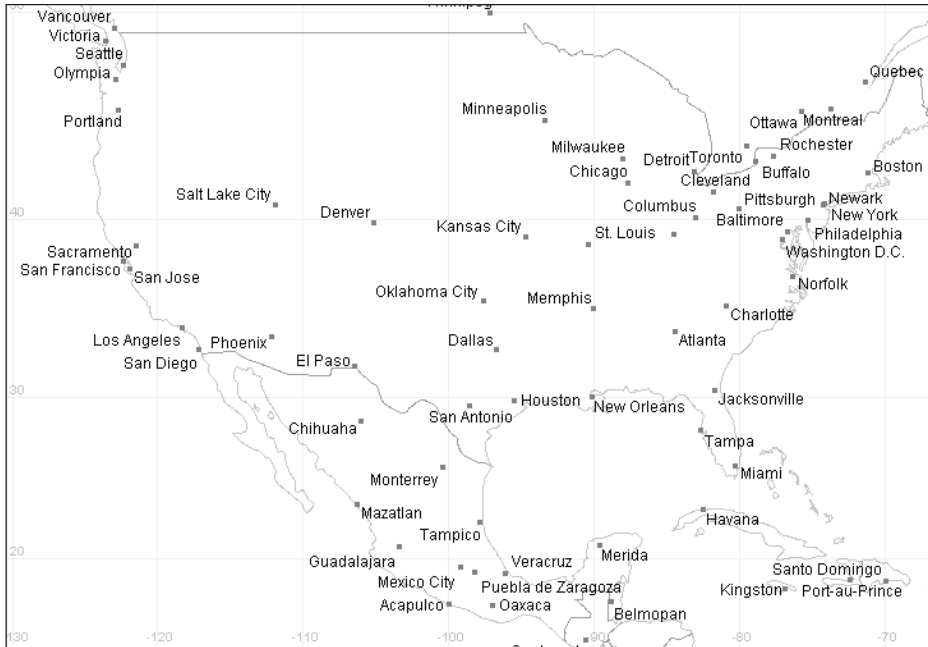 50
Winnipeg
Vancouver
Victoria
Seattle
Olympia
Portland
Quebec
Minneapolis
Ottawa
Montreal
Milwaukee
Detroit
Toronto
Rochester
Chicago
Cleveland
Buffalo
Boston
Salt Lake City
Denver
Columbus
Pittsburgh
Newark
Baltimore
New York
40
Kansas City
St. Louis
Philadelphia
Sacramento
Washington D.C.
San Francisco
San Jose
Norfolk
Oklahoma City
Memphis
Charlotte
Los Angeles
Phoenix
Dallas
Atlanta
San Diego
El Paso
30
Houston
New Orleans
Jacksonville
San Antonio
Chihuaha
Tampa
Monterrey
Miami
Mazatlan
Tampico
Havana
20
Guadalajara
Veracruz
Merida
Santo Domingo
Mexico City
Puebla de Zaragoza
Kingston
Port-au-Prince
Acapulco
Oaxaca
Belmopan
-130
-120
-110
-100
-90
-80
-70